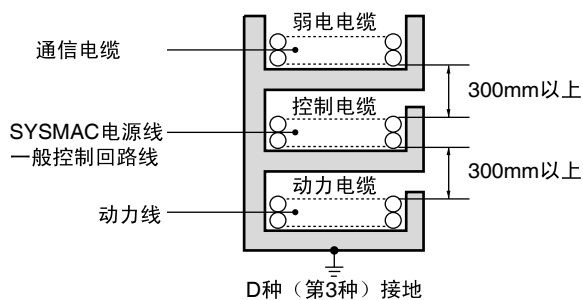 弱电电缆
通信电缆
300mm以上
控制电缆
SYSMAC电源线
一般控制回路线
300mm以上
动力电缆
动力线
D种（第3种）接地